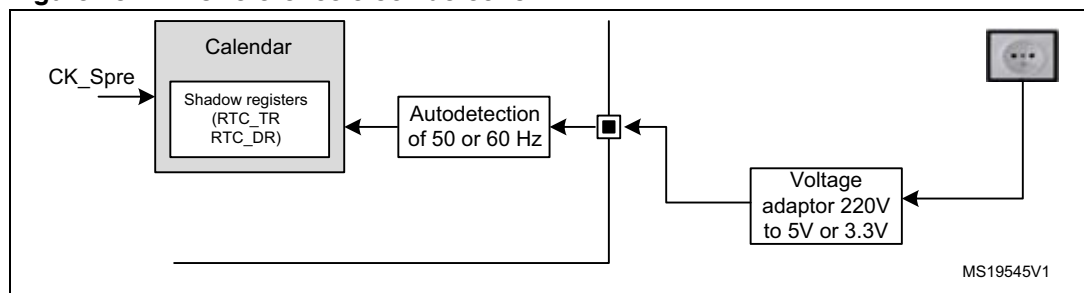 Calendar
CK_Spre
Shadow registers
(RTC_TR
RTC_DR)
Autodetection
of 50 or 60 Hz
Voltage
adaptor 220V
to 5V or 3.3V
MS19545V1